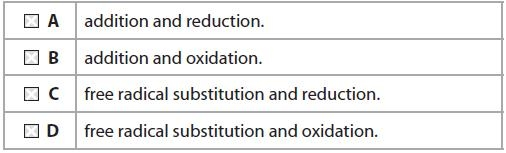 A addition and reduction.
B addition and oxidation.
C free radical substitution and reduction.
D free radical substitution and oxidation.